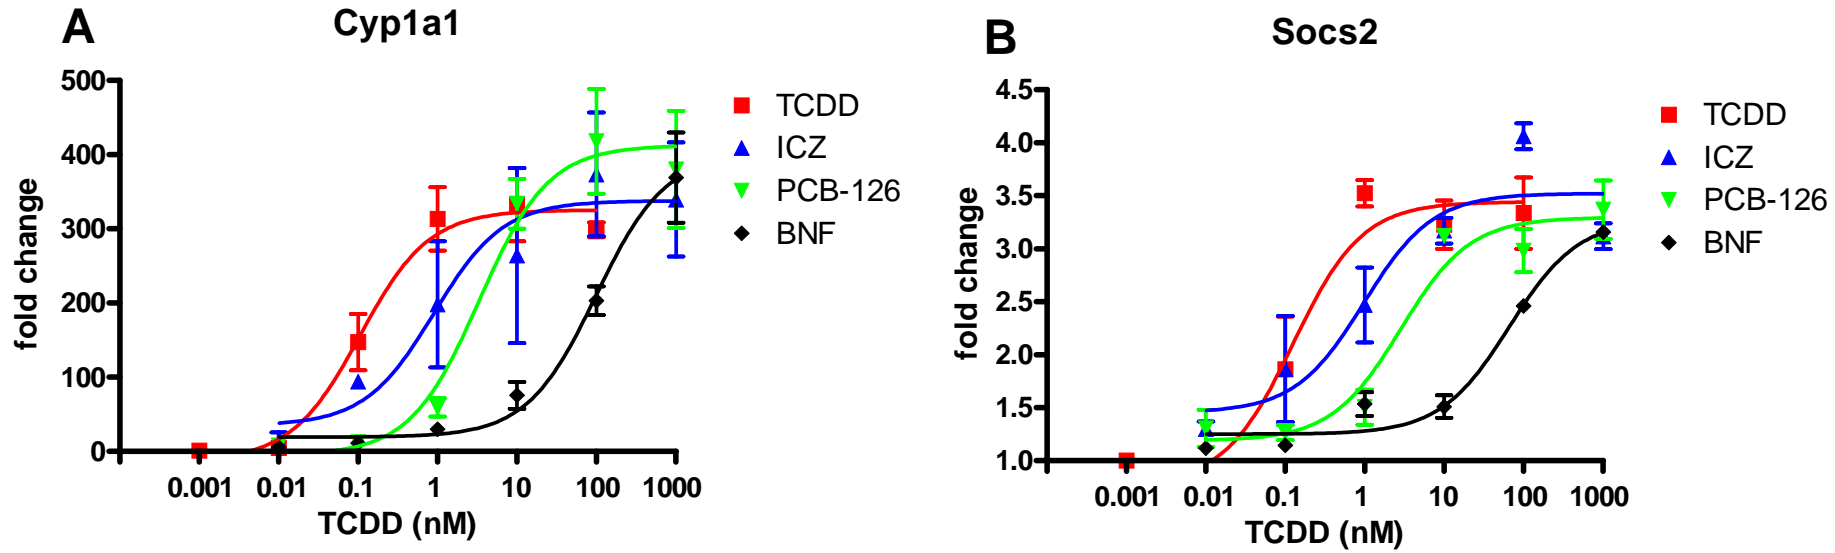 A
Cyp1a1
500
400
300
200
100
0
fold change
0.001 0.01 0.1 1 10 100 1000
TCDD (nM)
TCDD
ICZ
PCB-126
BNF
B
Socs2
4.5
4.0
3.5
3.0
2.5
2.0
1.5
1.0
fold change
0.001 0.01 0.1 1 10 100 1000
TCDD (nM)
TCDD
ICZ
PCB-126
BNF